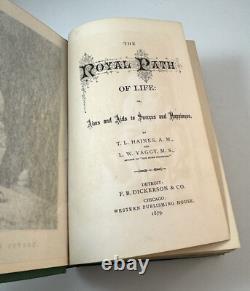 THE
ROYAL PATH
OF LIFE:
OR,
Aims and Aids to Success and Happiness.
BY
T. L. HAINES, A. M.,
AND
L. W. YAGGY, M. S.,
DETROIT:
F. B. DICKERSON & CO.
CHICAGO:
WESTERN PUBLISHING HOUSE.
1879.